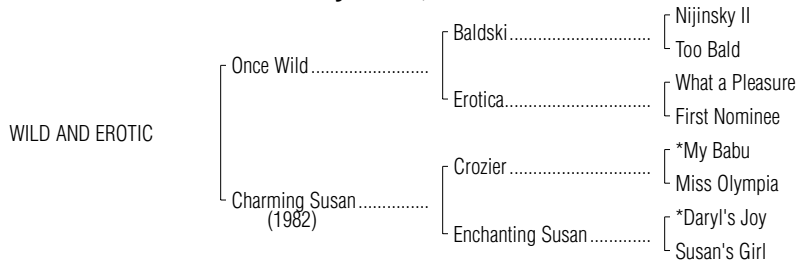 Nijinsky II
Baldski..............................
Too Bald
Once Wild.........................
What a Pleasure
Erotica...............................
First Nominee
WILD AND EROTIC
*My Babu
Crozier..............................
Miss Olympia
Charming Susan...............
(1982)
*Daryl's Joy
Enchanting Susan.............
Susan's Girl